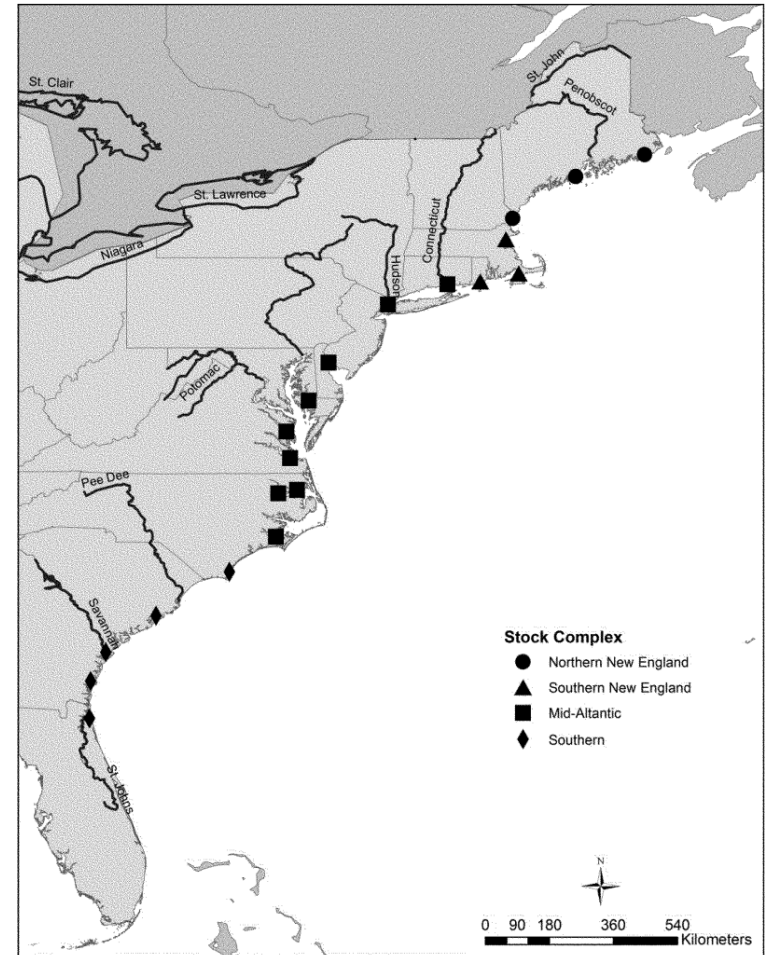 St. John
Penobscot
St. Clair
St. Lawrence
Connecticut
Niagara
Hudson
Potomac
Pee Dee
Savannah
Stock Complex
Northern New England
Southern New England
Mid-Altantic
Southern
St. Johns
N
0 90 180 360 540
Kilometers